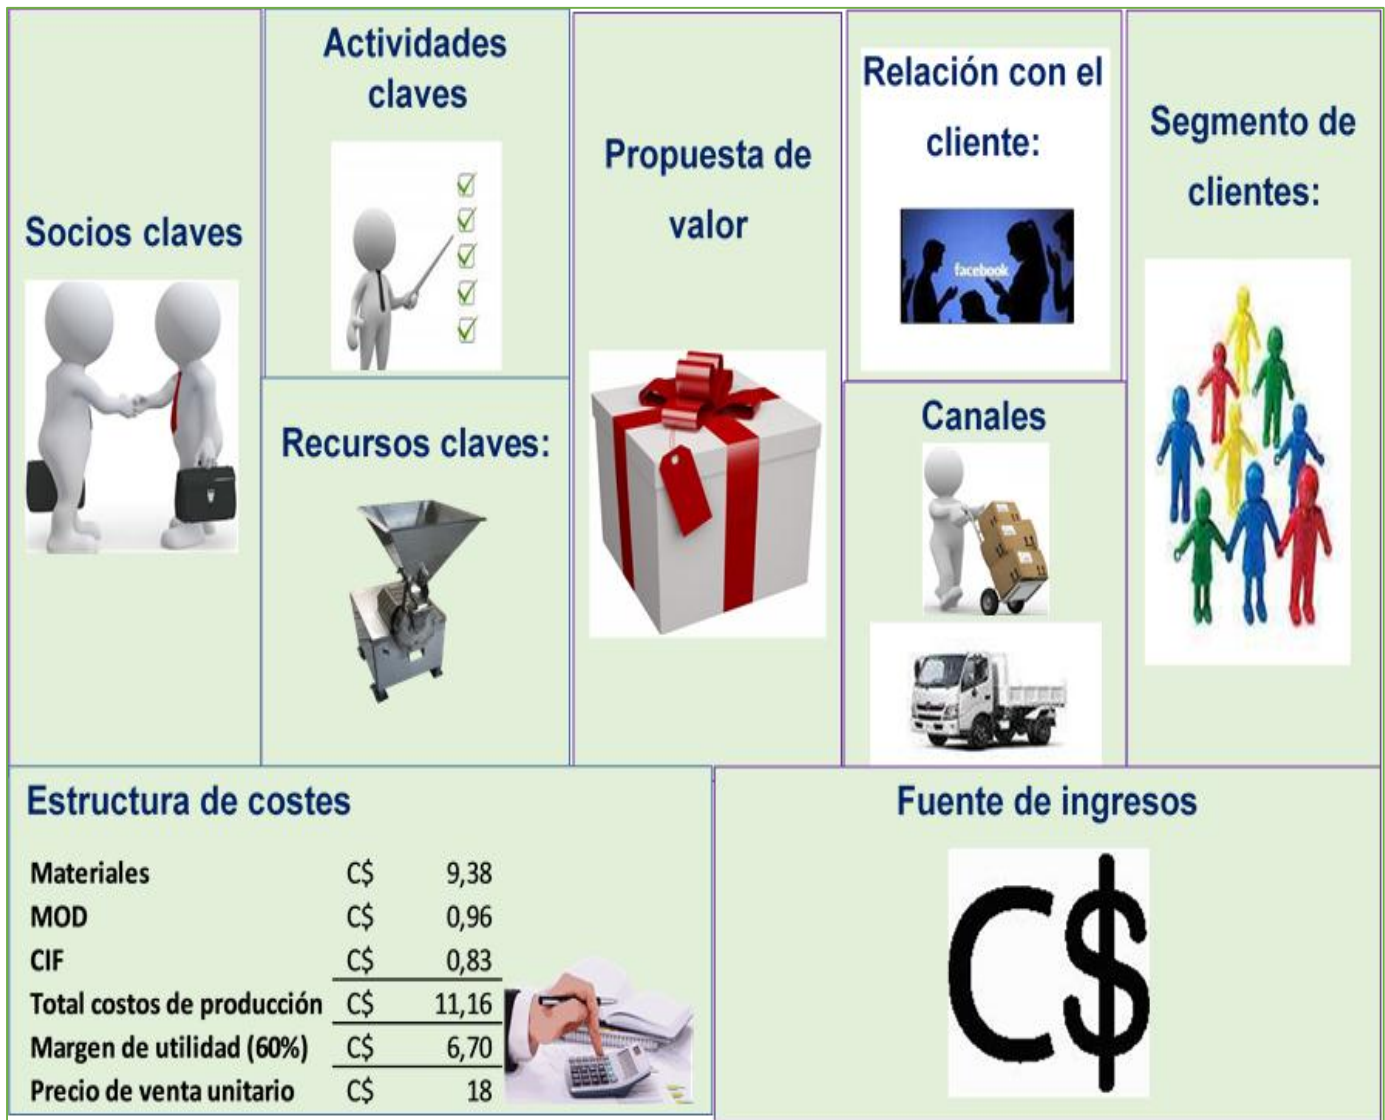 Socios claves
Actividades
claves
Recursos claves:
Propuesta de
valor
Relación con el
cliente:
facebook
Canales
Segmento de
clientes:
Estructura de costes
Materiales C$ 9,38
MOD C$ 0,96
CIF C$ 0,83
Total costos de producción C$ 11,16
Margen de utilidad (60%) C$ 6,70
Precio de venta unitario C$ 18
Fuente de ingresos
C$